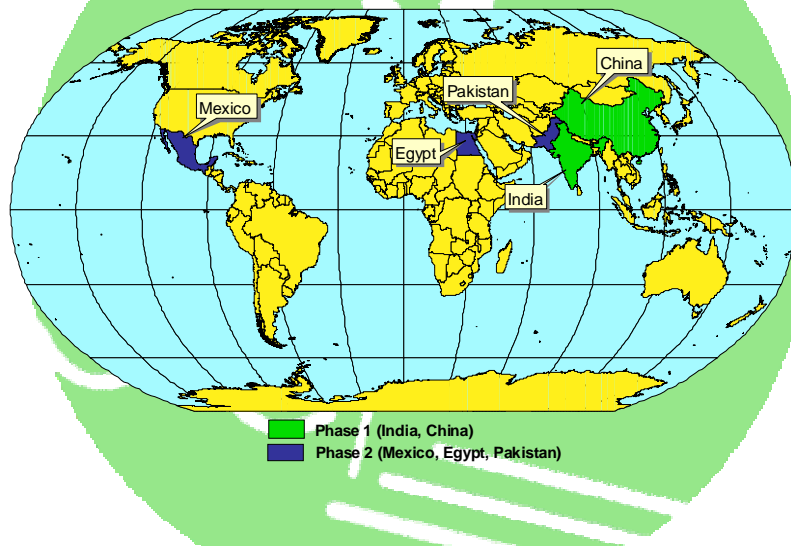 China
Pakistan
Mexico
Egypt
India
Phase 1 (India, China)
Phase 2 (Mexico, Egypt, Pakistan)